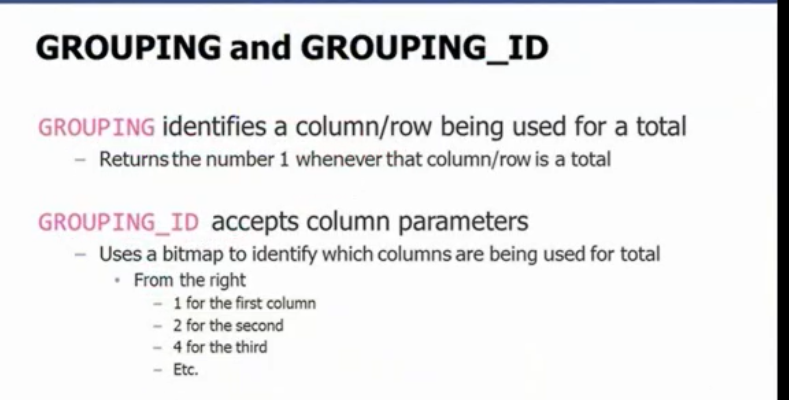 GROUPING and GROUPING_ID
GROUPING identifies a column/row being used for a total
– Returns the number 1 whenever that column/row is a total
GROUPING_ID accepts column parameters
– Uses a bitmap to identify which columns are being used for total
• From the right
– 1 for the first column
– 2 for the second
– 4 for the third
– Etc.